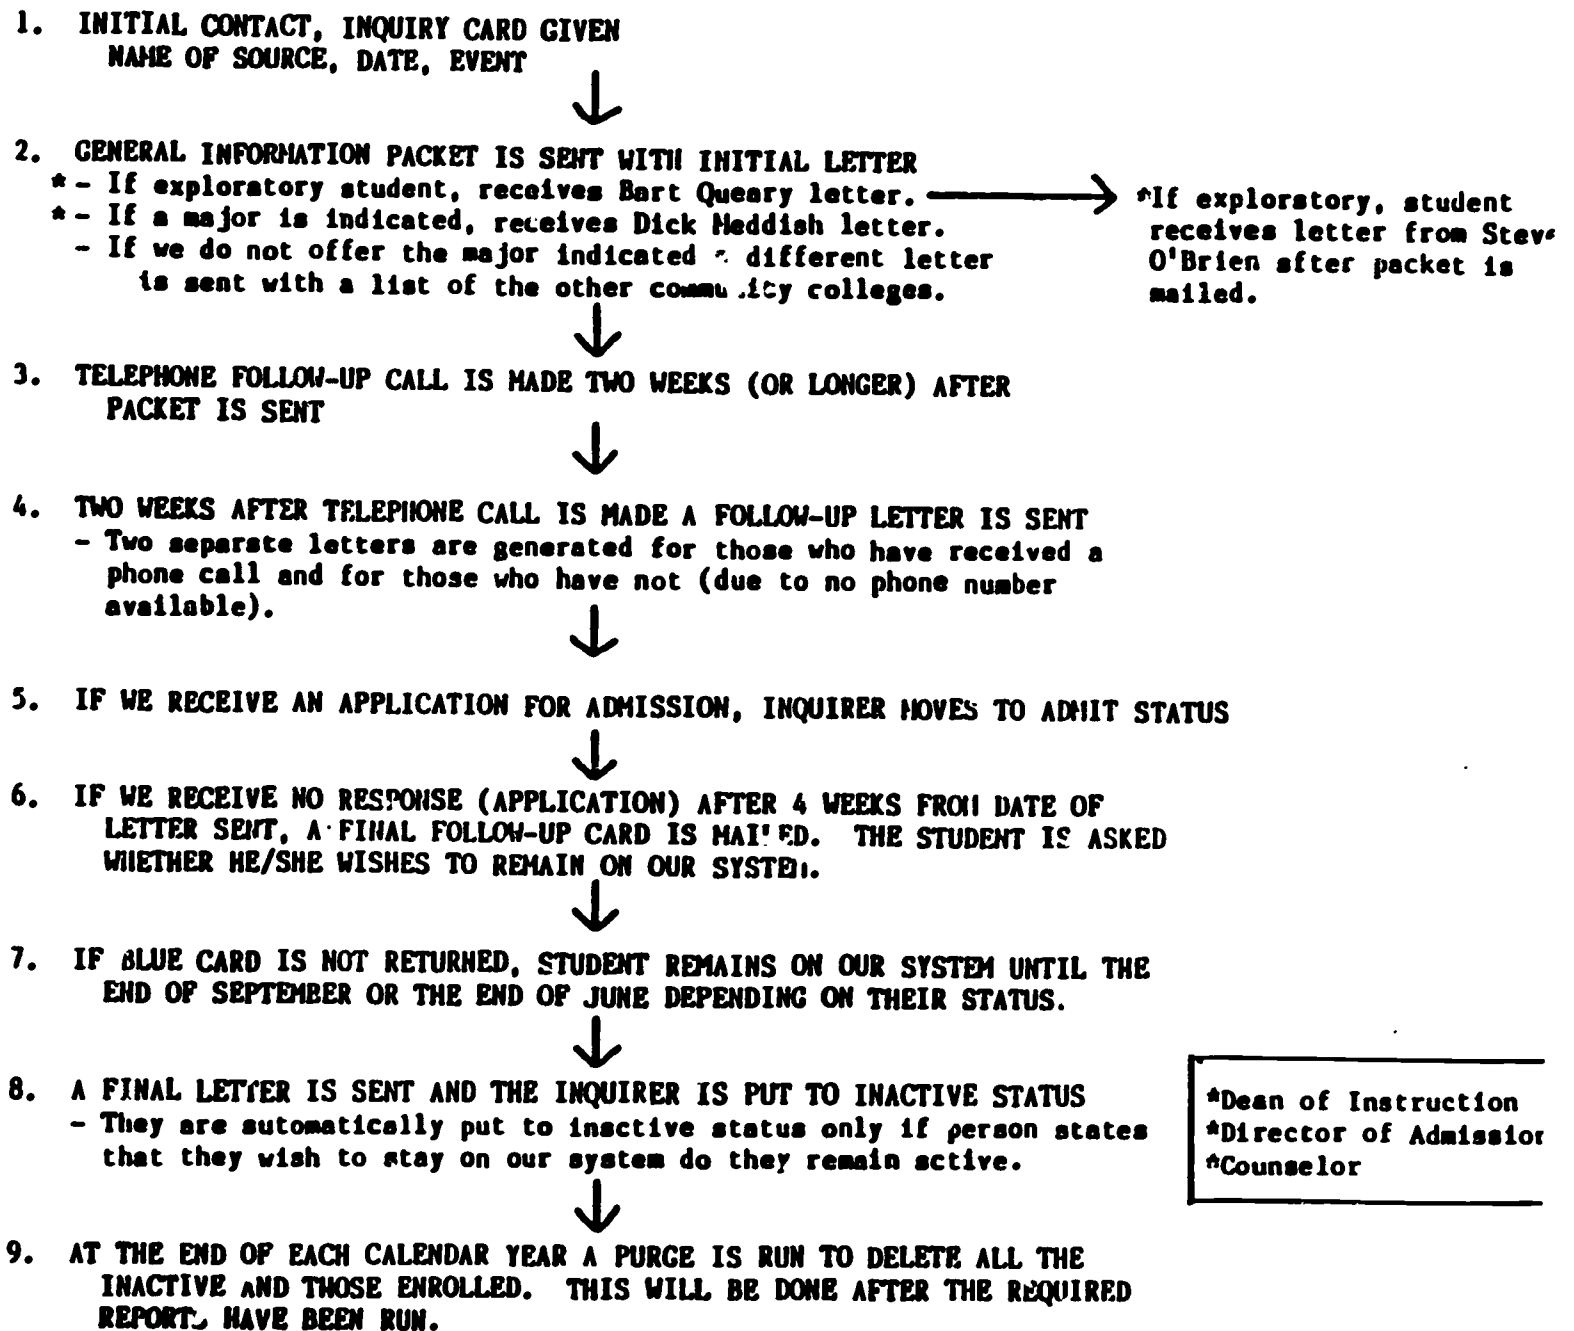 1. INITIAL CONTACT, INQUIRY CARD GIVEN
NAME OF SOURCE, DATE, EVENT
2. GENERAL INFORMATION PACKET IS SENT WITH INITIAL LETTER
* - If exploratory student, receives Bart Queary letter.
* - If a major is indicated, receives Dick Meddish letter.
- If we do not offer the major indicated different letter
is sent with a list of the other community colleges.
*If exploratory, student
receives letter from Steve
O'Brien after packet is
mailed.
3. TELEPHONE FOLLOW-UP CALL IS MADE TWO WEEKS (OR LONGER) AFTER
PACKET IS SENT
4. TWO WEEKS AFTER TELEPHONE CALL IS MADE A FOLLOW-UP LETTER IS SENT
- Two separate letters are generated for those who have received a
phone call and for those who have not (due to no phone number
available).
5. IF WE RECEIVE AN APPLICATION FOR ADMISSION, INQUIRER MOVES TO ADMIT STATUS
6. IF WE RECEIVE NO RESPONSE (APPLICATION) AFTER 4 WEEKS FROM DATE OF
LETTER SENT, A FINAL FOLLOW-UP CARD IS MAILED. THE STUDENT IS ASKED
WHETHER HE/SHE WISHES TO REMAIN ON OUR SYSTEM.
7. IF BLUE CARD IS NOT RETURNED, STUDENT REMAINS ON OUR SYSTEM UNTIL THE
END OF SEPTEMBER OR THE END OF JUNE DEPENDING ON THEIR STATUS.
8. A FINAL LETTER IS SENT AND THE INQUIRER IS PUT TO INACTIVE STATUS
- They are automatically put to inactive status only if person states
that they wish to stay on our system do they remain active.
*Dean of Instruction
*Director of Admission
*Counselor
9. AT THE END OF EACH CALENDAR YEAR A PURGE IS RUN TO DELETE ALL THE
INACTIVE AND THOSE ENROLLED. THIS WILL BE DONE AFTER THE REQUIRED
REPORTS HAVE BEEN RUN.